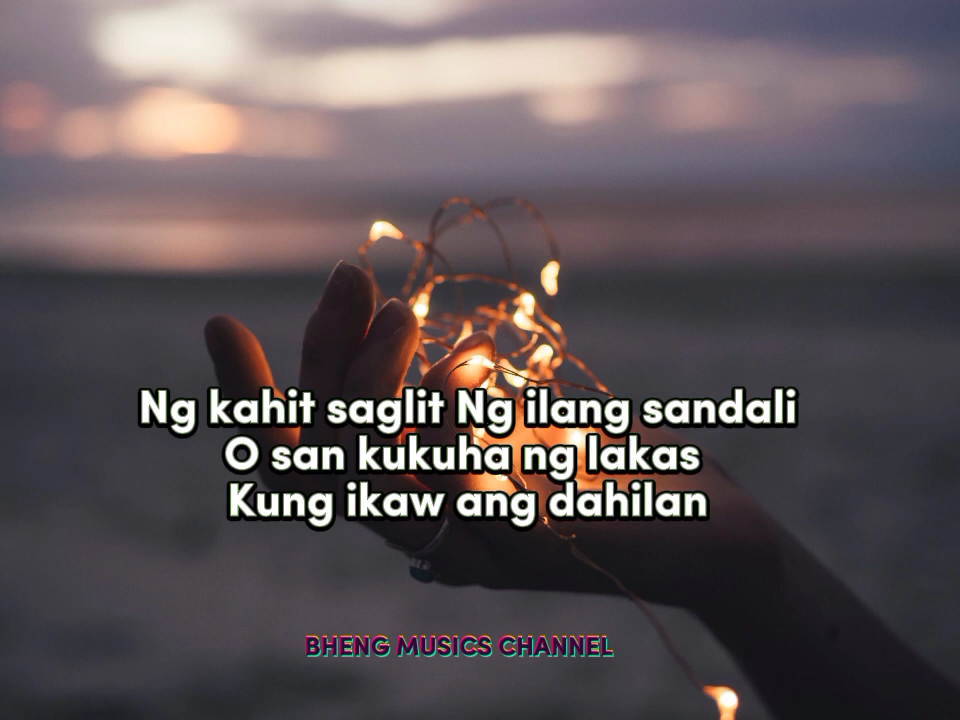 Ng kahit saglit Ng ilang sandali
O san kukuha ng lakas
Kung ikaw ang dahilan
BHENG MUSICS CHANNEL